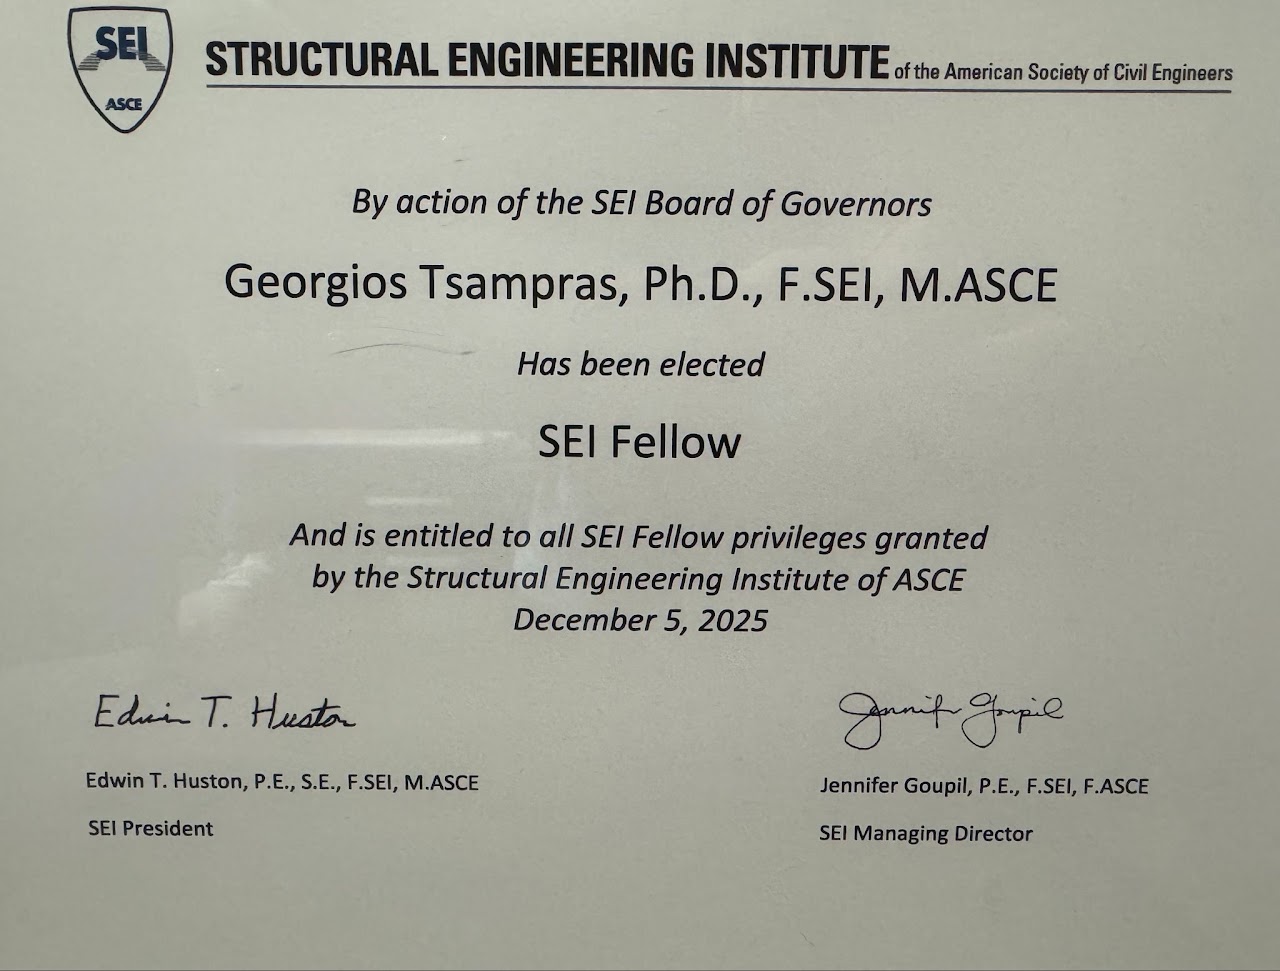 SEI
ASCE
STRUCTURAL ENGINEERING INSTITUTE of the American Society of Civil Engineers
By action of the SEI Board of Governors
Georgios Tsampras, Ph.D., F.SEI, M.ASCE
Has been elected
SEI Fellow
And is entitled to all SEI Fellow privileges granted
by the Structural Engineering Institute of ASCE
December 5, 2025
Edwin T. Huston
Jennifer Goupil
Edwin T. Huston, P.E., S.E., F.SEI, M.ASCE
Jennifer Goupil, P.E., F.SEI, F.ASCE
SEI President
SEI Managing Director